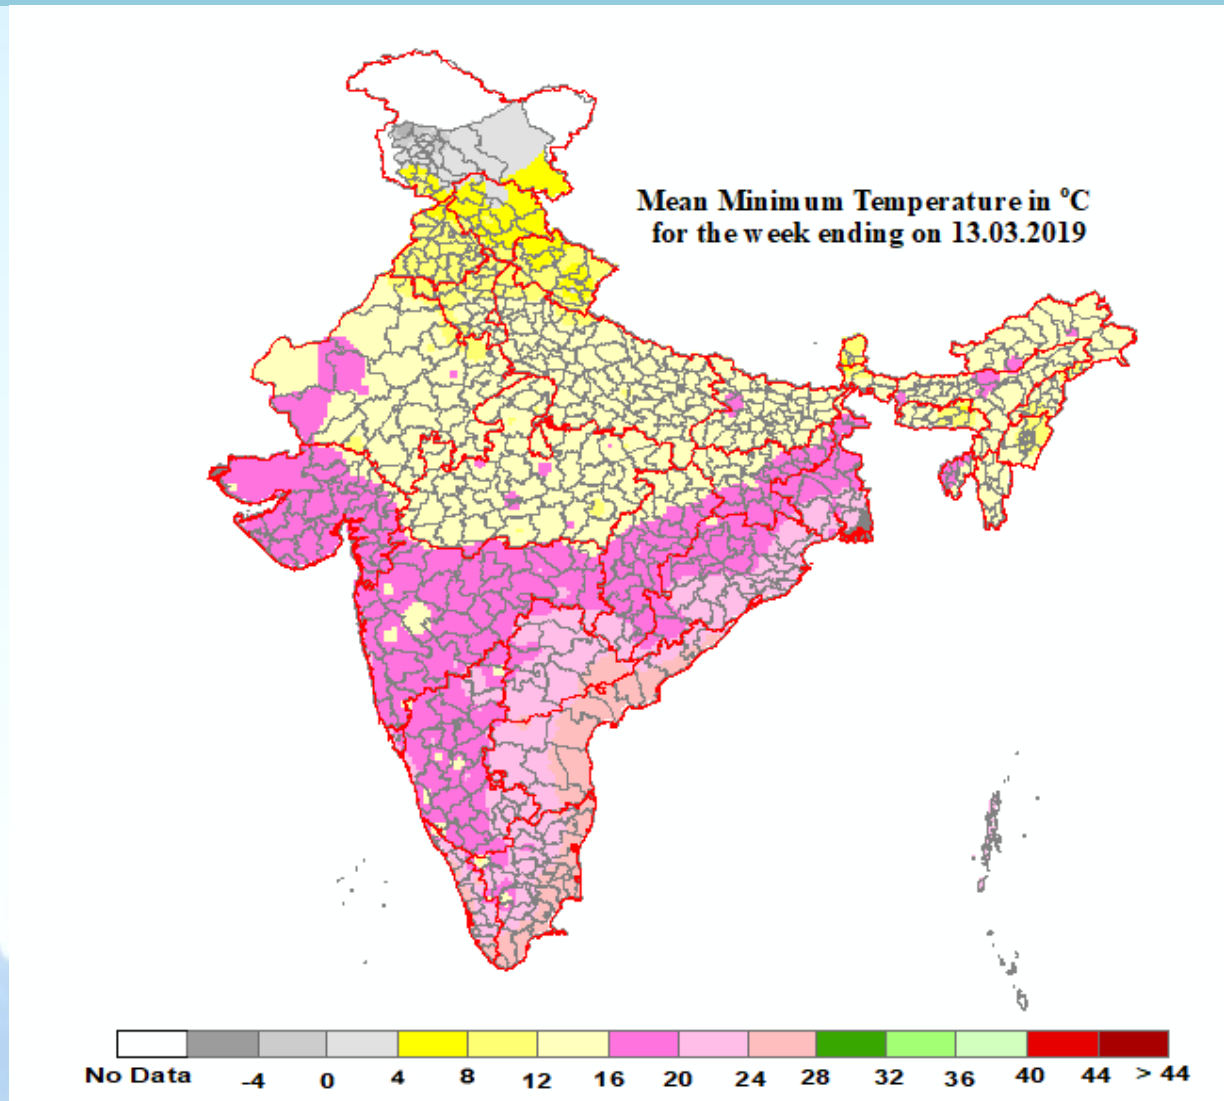 Mean Minimum Temperature in °C
for the week ending on 13.03.2019
No Data -4 0 4 8 12 16 20 24 28 32 36 40 44 > 44